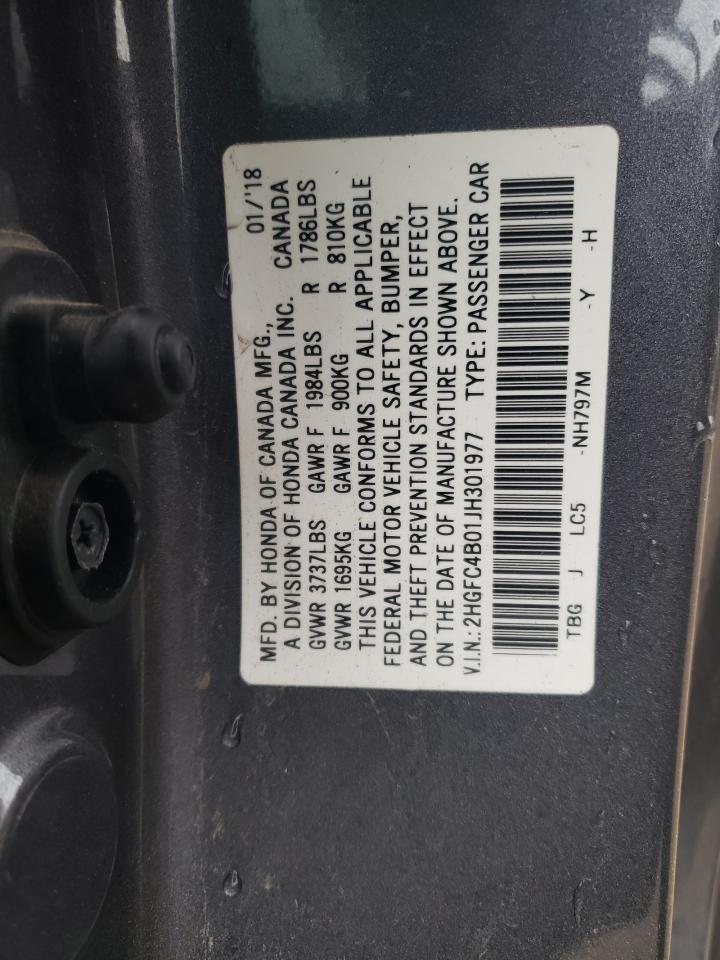 MFD. BY HONDA OF CANADA MFG., 01/'18
A DIVISION OF HONDA CANADA INC. CANADA
GVWR 3737LBS GAWR F 1984LBS R 1786LBS
GVWR 1695KG GAWR F 900KG R 810KG
THIS VEHICLE CONFORMS TO ALL APPLICABLE
FEDERAL MOTOR VEHICLE SAFETY, BUMPER,
AND THEFT PREVENTION STANDARDS IN EFFECT
ON THE DATE OF MANUFACTURE SHOWN ABOVE.
V.I.N.: 2HGFC4B01JH301977 TYPE: PASSENGER CAR
TBG J LC5 -NH797M -Y -H